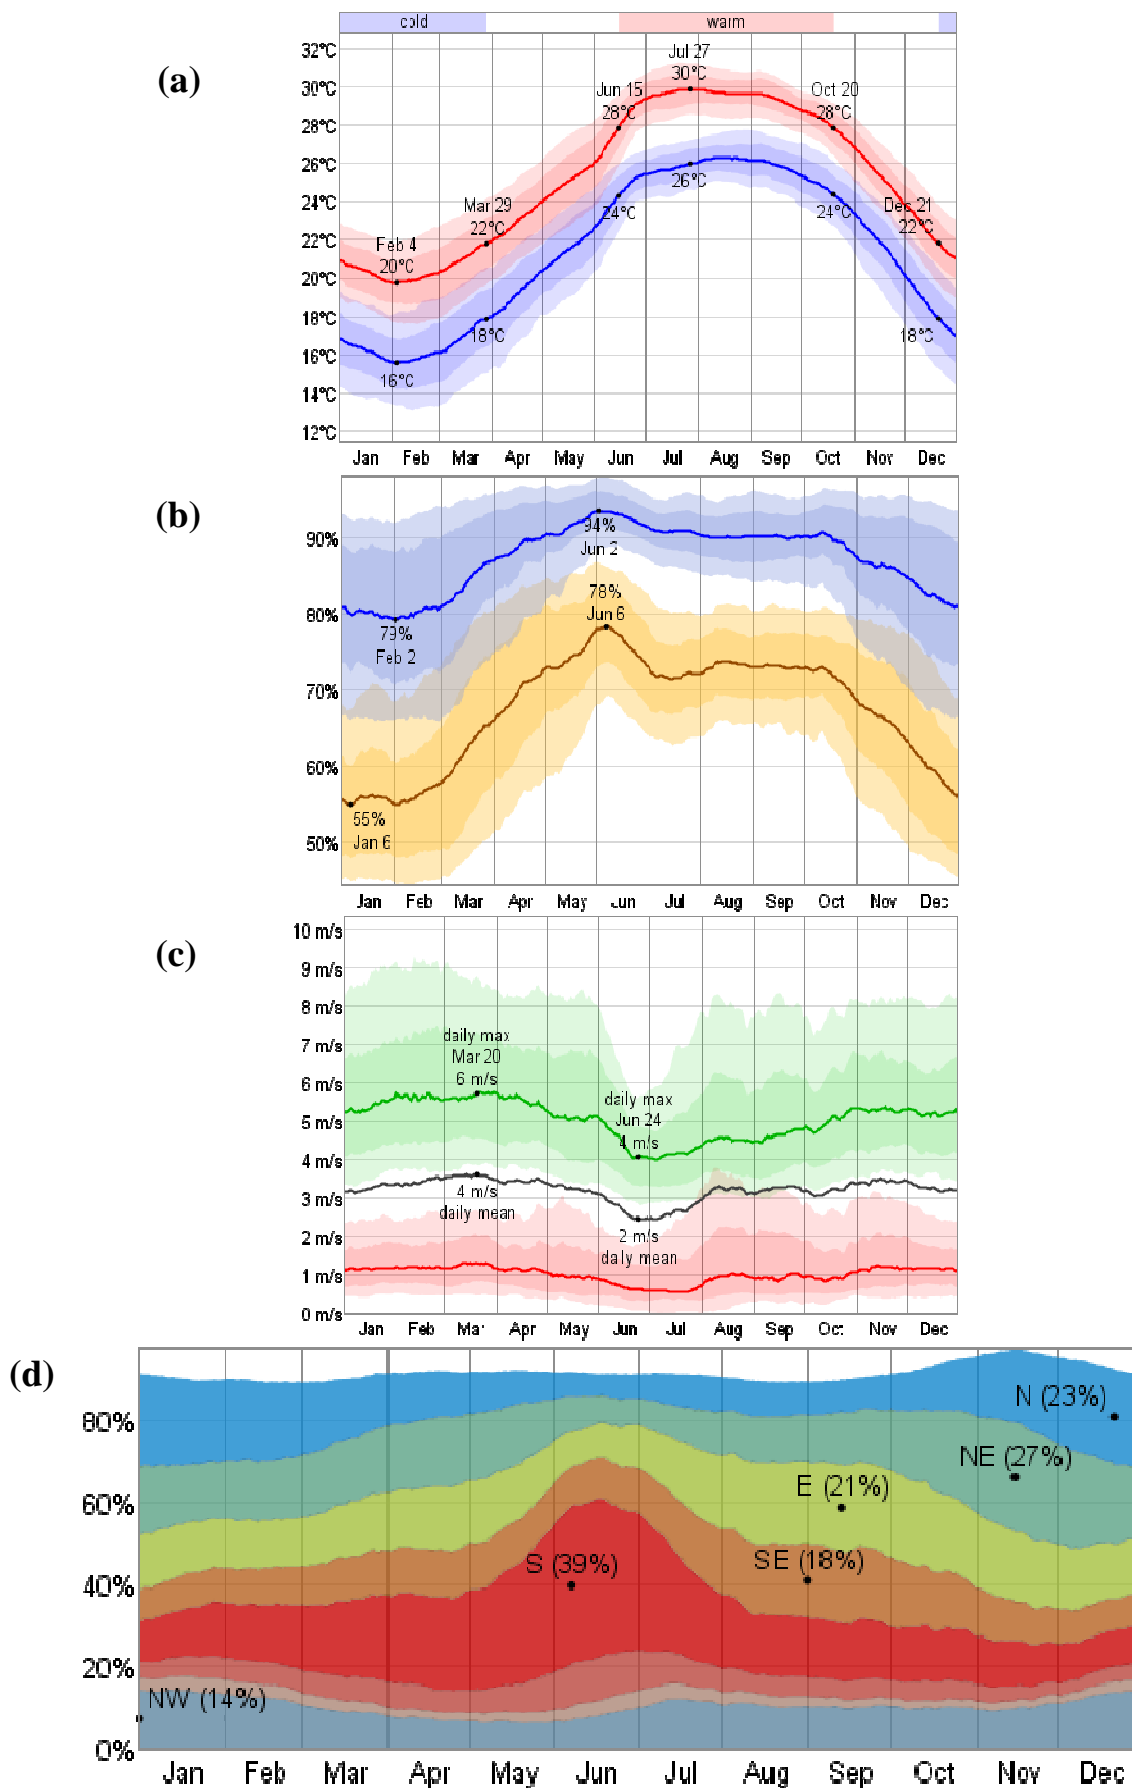 (a)
cold warm
32°C
30°C
28°C
26°C
24°C
22°C
20°C
18°C
16°C
14°C
12°C
Jul 27
30°C
Jun 15
28°C
Oct 20
28°C
Mar 29
22°C
Feb 4
20°C
Dec 21
22°C
26°C
24°C
24°C
18°C
18°C
16°C
Jan Feb Mar Apr May Jun Jul Aug Sep Oct Nov Dec
(b)
90%
80%
70%
60%
50%
94%
Jun 2
78%
Jun 6
79%
Feb 2
55%
Jan 6
Jan Feb Mar Apr May Jun Jul Aug Sep Oct Nov Dec
(c)
10 m/s
9 m/s
8 m/s
7 m/s
6 m/s
5 m/s
4 m/s
3 m/s
2 m/s
1 m/s
0 m/s
daily max
Mar 20
6 m/s
daily max
Jun 24
4 m/s
4 m/s
daily mean
2 m/s
daily mean
Jan Feb Mar Apr May Jun Jul Aug Sep Oct Nov Dec
(d)
80%
60%
40%
20%
0%
N (23%)
NE (27%)
E (21%)
SE (18%)
S (39%)
NW (14%)
Jan Feb Mar Apr May Jun Jul Aug Sep Oct Nov Dec